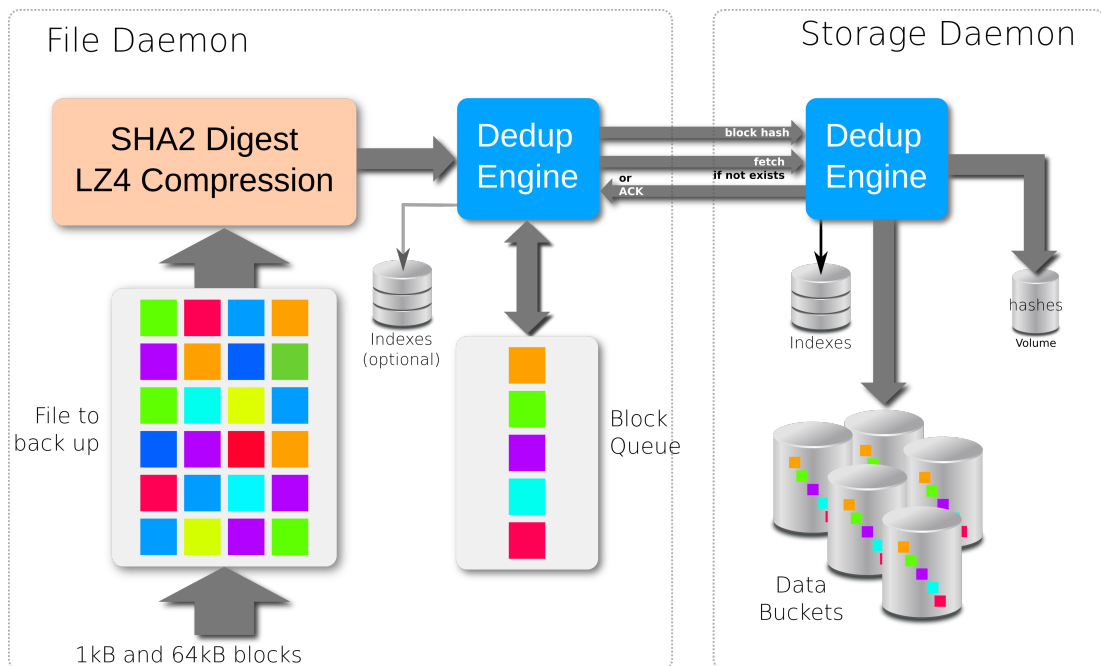 File Daemon
Storage Daemon
SHA2 Digest
LZ4 Compression
Dedup
Engine
block hash
fetch
if not exists
or
ACK
Dedup
Engine
Indexes
(optional)
Indexes
hashes
Volume
File to
back up
Block
Queue
Data
Buckets
1kB and 64kB blocks